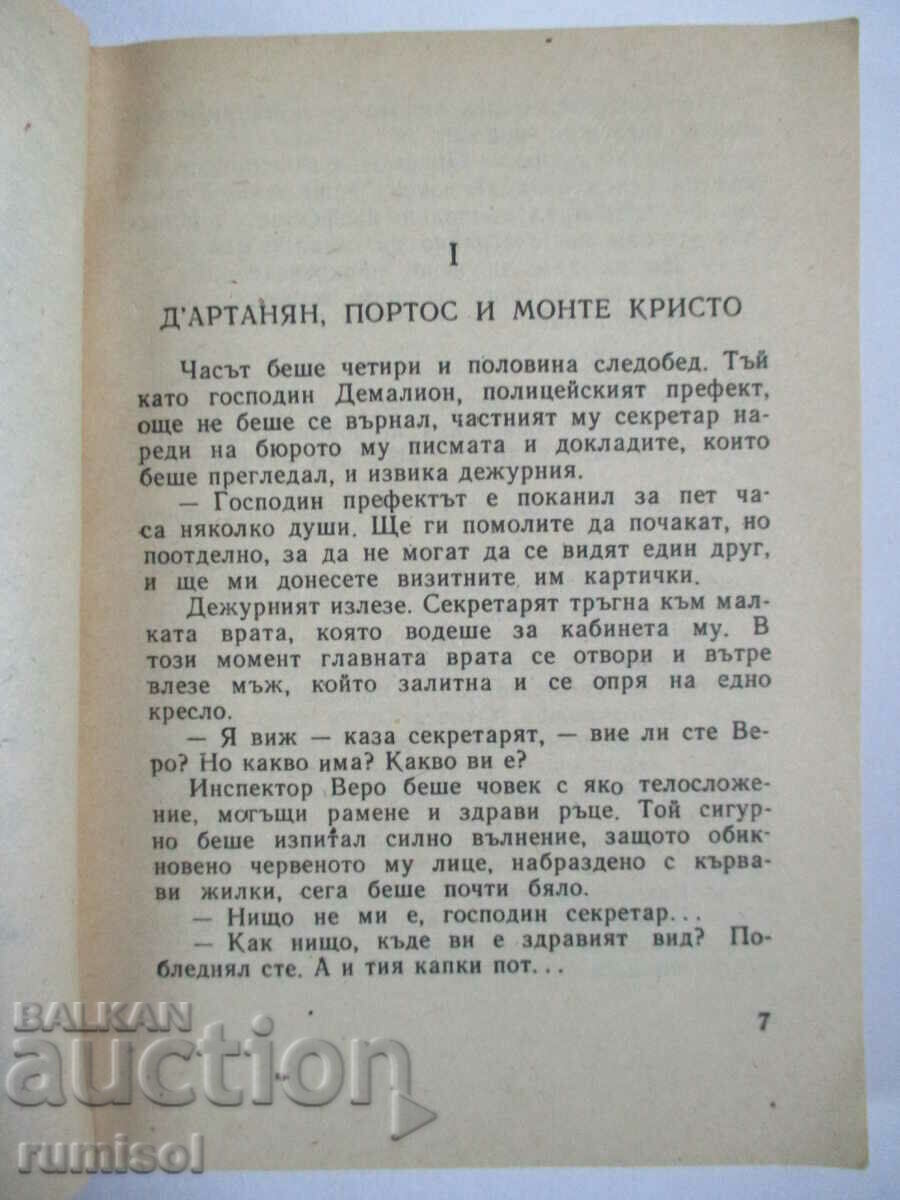 I
Д'АРТАНЯН, ПОРТОС И МОНТЕ КРИСТО
Часът беше четири и половина следобед. Тъй
като господин Демалион, полицейският префект,
още не беше се върнал, частният му секретар на-
реди на бюрото му писмата и докладите, които
беше прегледал, и извика дежурния.
— Господин префектът е поканил за пет ча-
са няколко души. Ще ги помолите да почакат, но
поотделно, за да не могат да се видят един друг,
и ще ми донесете визитните им картички.
Дежурният излезе. Секретарят тръгна към мал-
ката врата, която водеше за кабинета му. В
този момент главната врата се отвори и вътре
влезе мъж, който залитна и се опря на едно
кресло.
— Я виж — каза секретарят, — вие ли сте Ве-
ро? Но какво има? Какво ви е?
Инспектор Веро беше човек с яко телосложе-
ние, могъщи рамене и здрави ръце. Той сигур-
но беше изпитал силно вълнение, защото обик-
новено червеното му лице, набраздено с кърва-
ви жилки, сега беше почти бяло.
— Нищо не ми е, господин секретар...
— Как нищо, къде ви е здравият вид? По-
бледнял сте. А и тия капки пот...
7
BALKAN
auction
rumisol